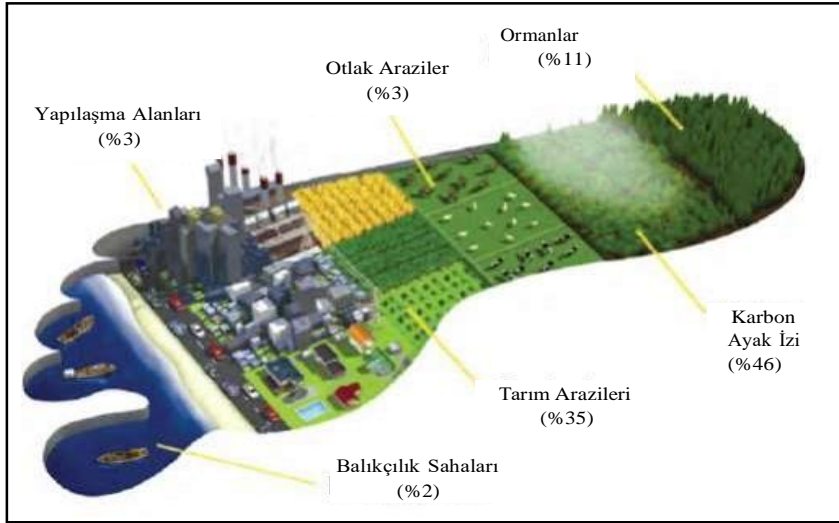 Ormanlar
(%11)
Otlak Araziler
(%3)
Yapılaşma Alanları
(%3)
Karbon
Ayak İzi
(%46)
Tarım Arazileri
(%35)
Balıkçılık Sahaları
(%2)